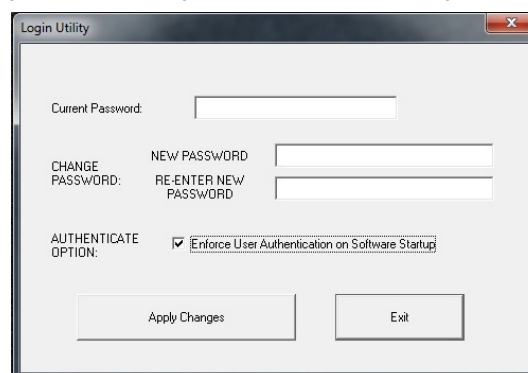 Login Utility
Current Password:
CHANGE
PASSWORD:
NEW PASSWORD
RE-ENTER NEW
PASSWORD
AUTHENTICATE
OPTION:
Enforce User Authentication on Software Startup
Apply Changes
Exit